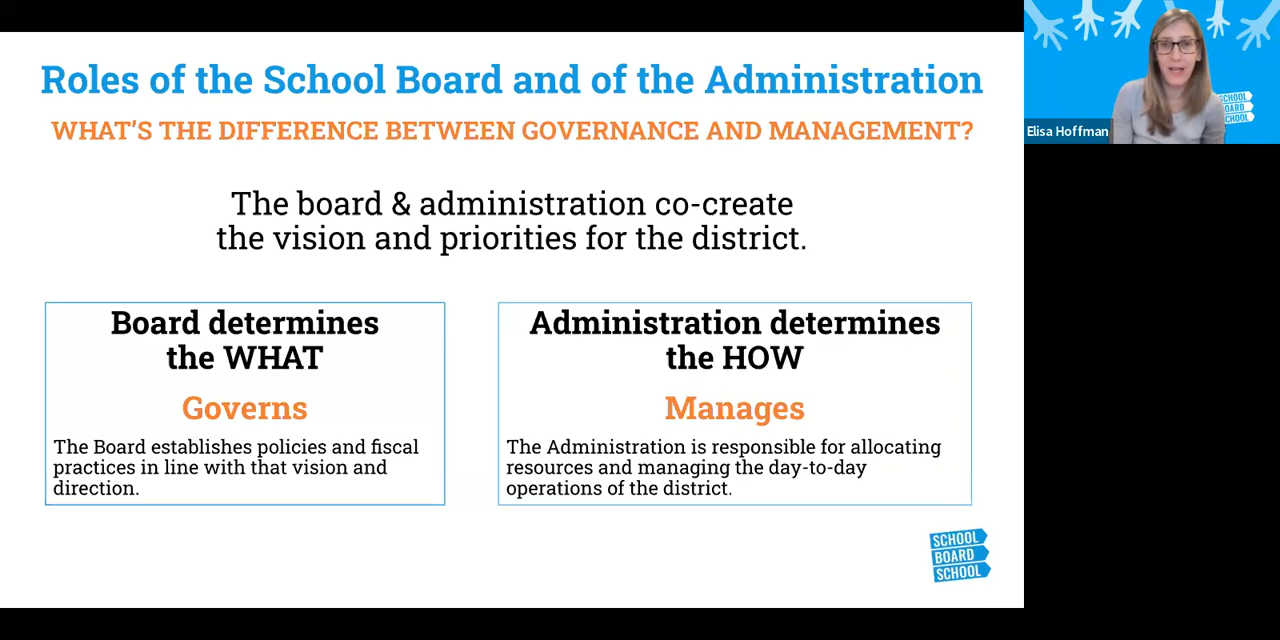 Roles of the School Board and of the Administration
WHAT'S THE DIFFERENCE BETWEEN GOVERNANCE AND MANAGEMENT?
The board & administration co-create
the vision and priorities for the district.
Board determines
the WHAT
Governs
The Board establishes policies and fiscal
practices in line with that vision and
direction.
Administration determines
the HOW
Manages
The Administration is responsible for allocating
resources and managing the day-to-day
operations of the district.
SCHOOL
BOARD
SCHOOL
SCHOOL
BOARD
SCHOOL
Elisa Hoffman